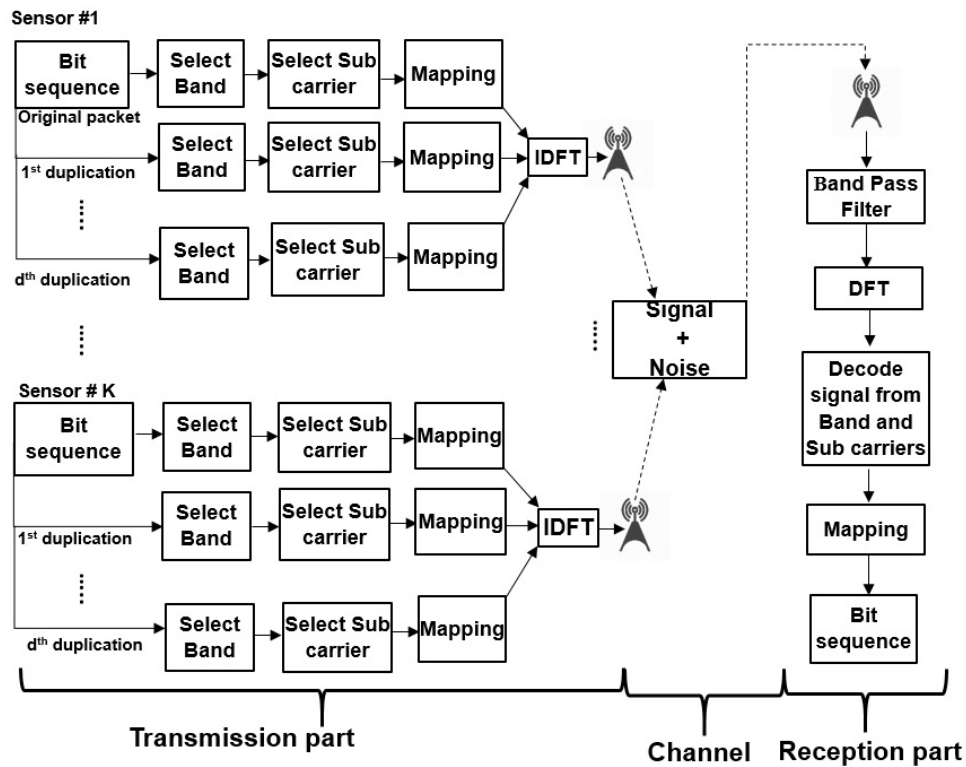 Sensor #1
Bit sequence
Select Band
Select Sub carrier
Mapping
Original packet
1st duplication
Select Band
Select Sub carrier
Mapping
IDFT
dth duplication
Select Band
Select Sub carrier
Mapping
Sensor # K
Bit sequence
Select Band
Select Sub carrier
Mapping
1st duplication
Select Band
Select Sub carrier
Mapping
IDFT
dth duplication
Select Band
Select Sub carrier
Mapping
Signal
+
Noise
Band Pass
Filter
DFT
Decode
signal from
Band and
Sub carriers
Mapping
Bit
sequence
Transmission part
Channel
Reception part